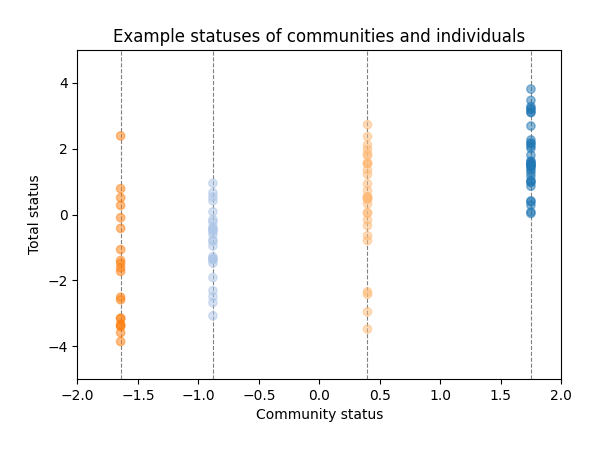 Example statuses of communities and individuals
4
2
0
−2
−4
Total status
−2.0 −1.5 −1.0 −0.5 0.0 0.5 1.0 1.5 2.0
Community status